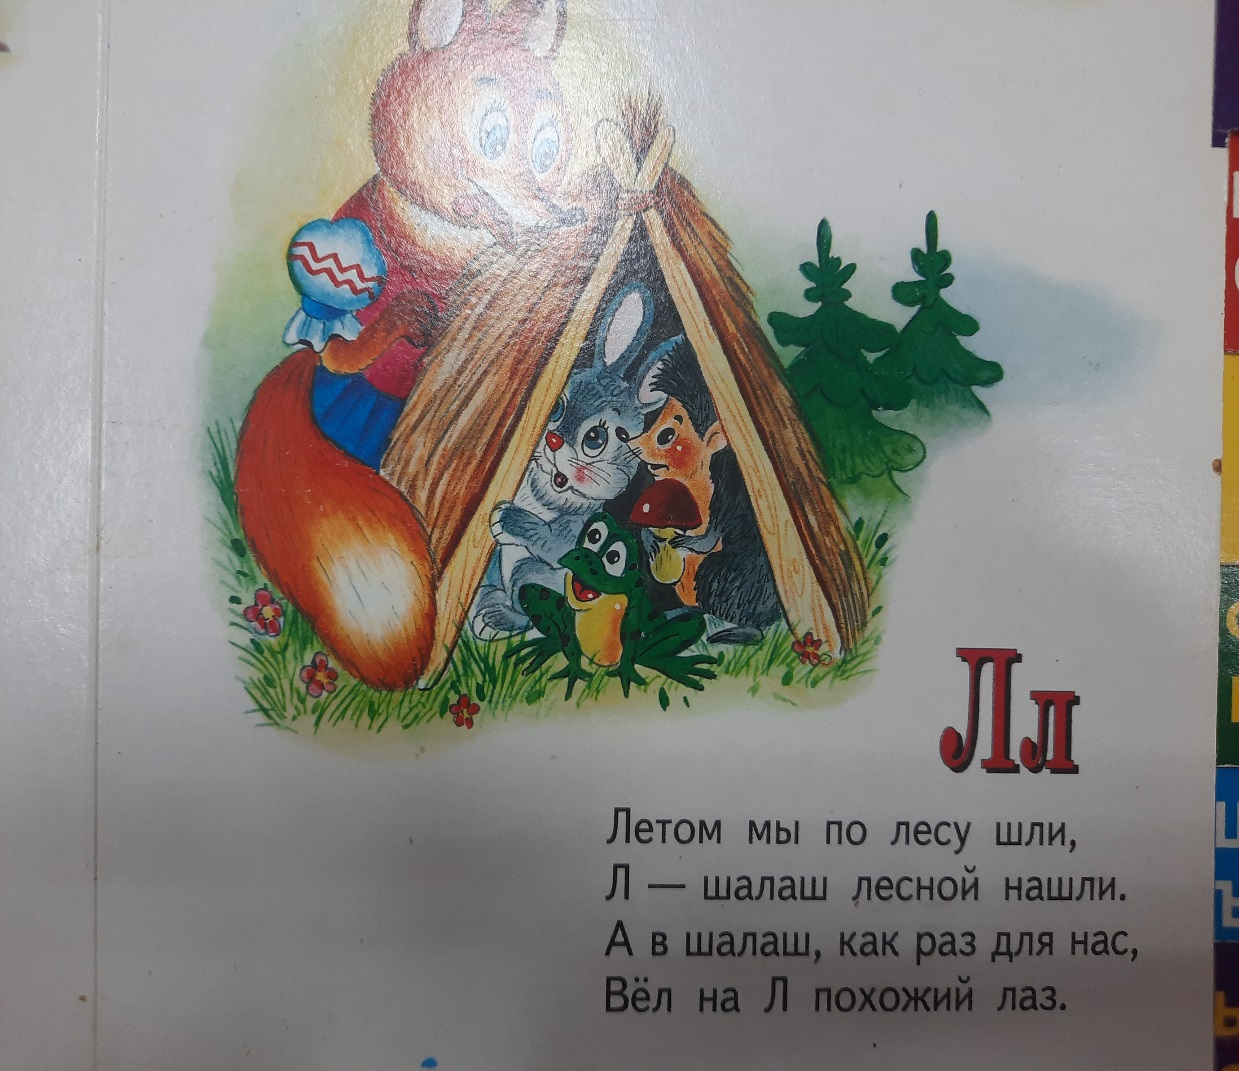 Лл
Летом мы по лесу шли,
Л — шалаш лесной нашли.
А в шалаш, как раз для нас,
Вёл на Л похожий лаз.